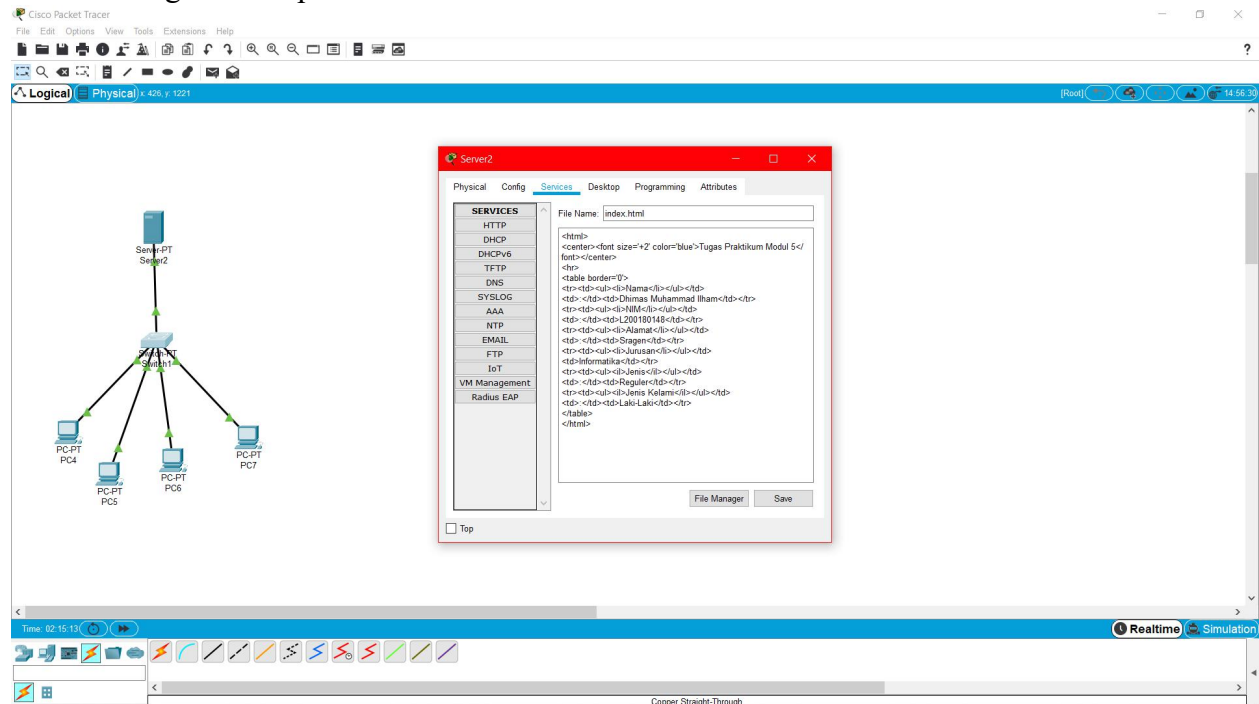 Cisco Packet Tracer
File Edit Options View Tools Extensions Help
?
Logical Physical x: 426, y: 1221
[Root] 14:56:30
Server2
Physical Config Services Desktop Programming Attributes
SERVICES
HTTP
DHCP
DHCPv6
TFTP
DNS
SYSLOG
AAA
NTP
EMAIL
FTP
IoT
VM Management
Radius EAP
File Name: index.html
<html>
<center><font size='+2' color='blue'>Tugas Praktikum Modul 5</
font></center>
<hr>
<table border='0'>
<tr><td><ul><li>Nama</li></ul></td>
<td>:</td><td>Dhimas Muhammad Ilham</td></tr>
<tr><td><ul><li>NIM</li></ul></td>
<td>:</td><td>L200180148</td></tr>
<tr><td><ul><li>Alamat</li></ul></td>
<td>:</td><td>Sragen</td></tr>
<tr><td><ul><li>Jurusan</li></ul></td>
<td>Informatika</td></tr>
<tr><td><ul><il>Jenis</il></ul></td>
<td>:</td><td>Reguler</td></tr>
<tr><td><ul><il>Jenis Kelami</il></ul></td>
<td>:</td><td>Laki-Laki</td></tr>
</table>
</html>
File Manager Save
Top
Server-PT
Server2
Switch-PT
Switch1
PC-PT
PC4
PC-PT
PC5
PC-PT
PC6
PC-PT
PC7
Time: 02:15:13
Realtime Simulation
Copper Straight-Through